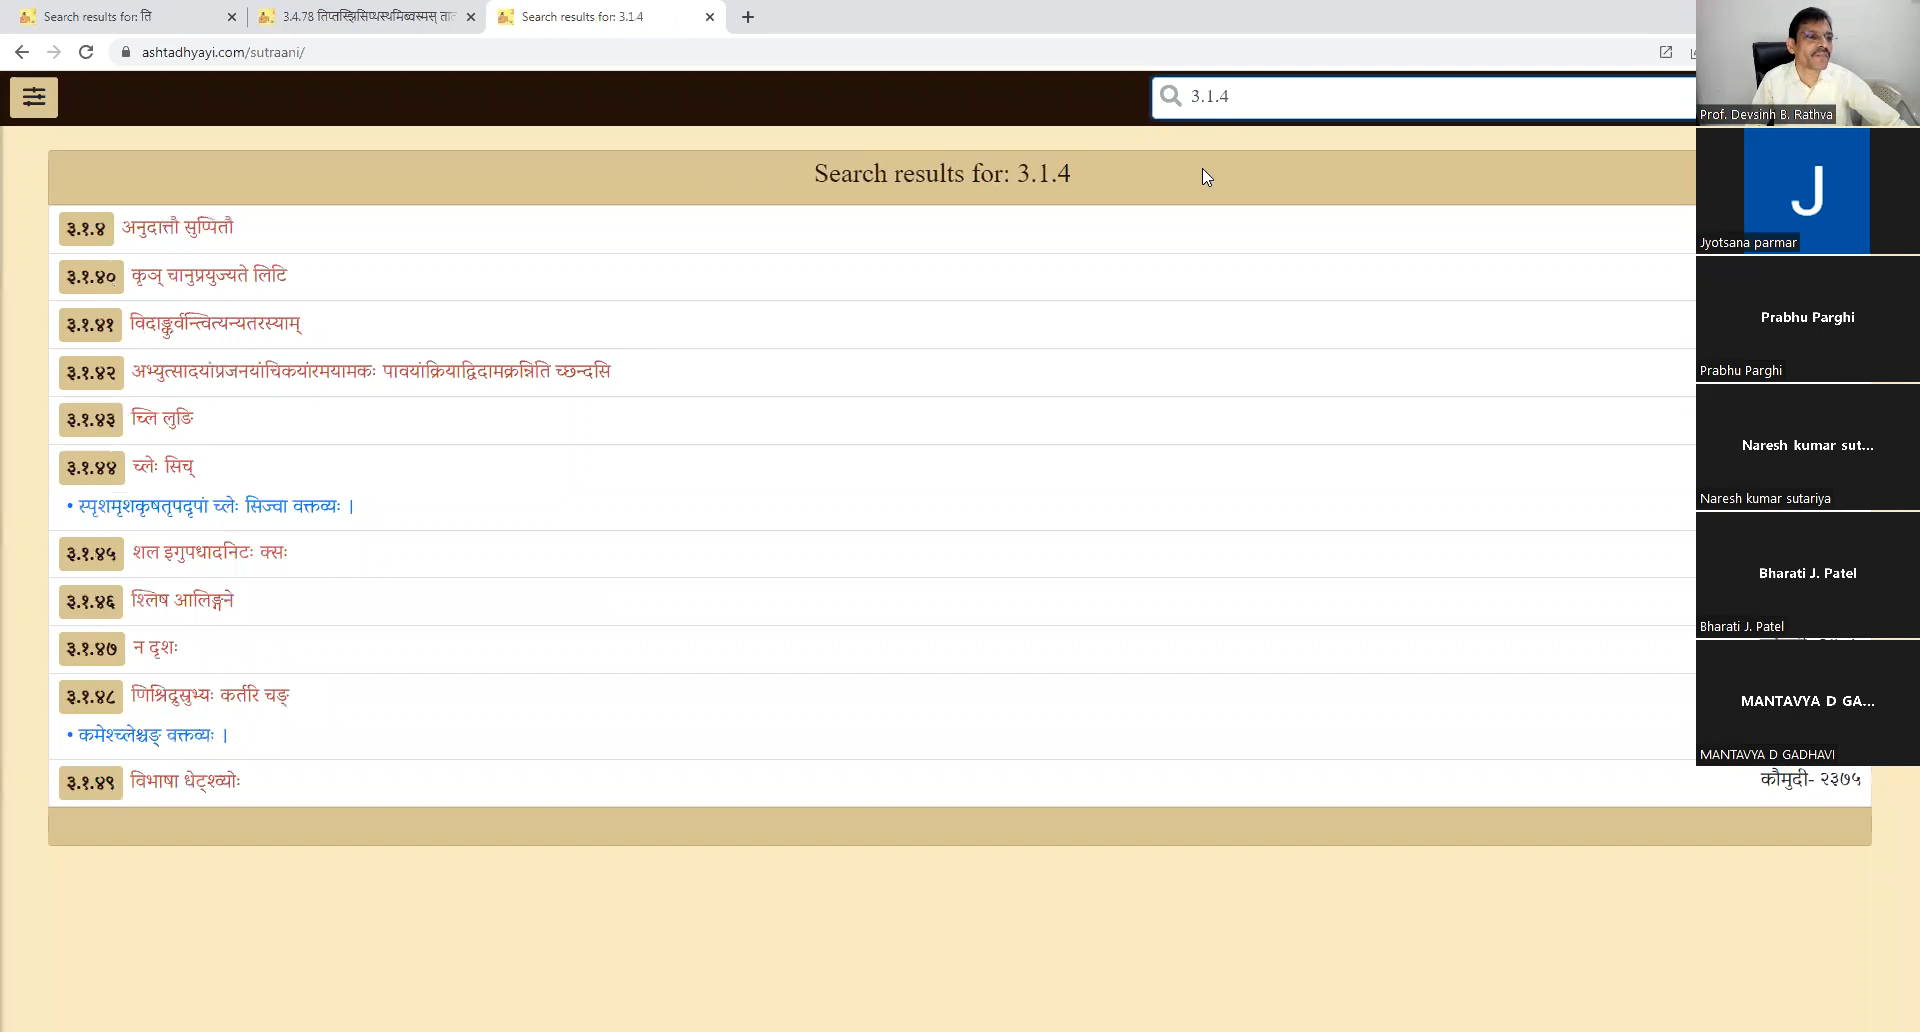 Search results for: ति
3.4.78 तिप्तस्झिसिप्थस्थमिब्वस्मस् ताт
Search results for: 3.1.4
ashtadhyayi.com/sutraani/
3.1.4
Search results for: 3.1.4
३.१.४ अनुदात्तौ सुप्पितौ
३.१.४० कृञ् चानुप्रयुज्यते लिटि
३.१.४१ विदाङ्कुर्वन्त्वित्यन्यतरस्याम्
३.१.४२ अभ्युत्सादयांप्रजनयांचिकयांरमयामकः पावयांक्रियाद्विदामक्रन्निति च्छन्दसि
३.१.४३ च्लि लुङि
३.१.४४ च्लेः सिच्
• स्पृशमृशकृषतृपदृपां च्लेः सिज्वा वक्तव्यः ।
३.१.४५ शल इगुपधादनिटः क्सः
३.१.४६ श्लिष आलिङ्गने
३.१.४७ न दृशः
३.१.४८ णिश्रिद्रुस्रुभ्यः कर्तरि चङ्
• कमेश्च्लेश्चङ् वक्तव्यः ।
३.१.४९ विभाषा धेट्श्व्योः
कौमुदी- २३७५
Prof. Devsinh B. Rathva
J
Jyotsana parmar
Prabhu Parghi
Prabhu Parghi
Naresh kumar sut...
Naresh kumar sutariya
Bharati J. Patel
Bharati J. Patel
MANTAVYA D GA...
MANTAVYA D GADHAVI